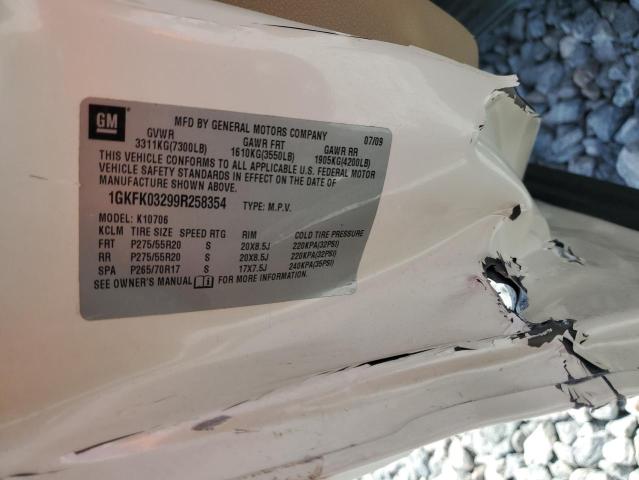 GM
MFD BY GENERAL MOTORS COMPANY 07/09
GVWR GAWR FRT GAWR RR
3311KG(7300LB) 1610KG(3550LB) 1905KG(4200LB)
THIS VEHICLE CONFORMS TO ALL APPLICABLE U.S. FEDERAL MOTOR
VEHICLE SAFETY STANDARDS IN EFFECT ON THE DATE OF
MANUFACTURE SHOWN ABOVE.
1GKFK03299R258354 TYPE: M.P.V.
MODEL: K10706
KCLM TIRE SIZE SPEED RTG RIM COLD TIRE PRESSURE
FRT P275/55R20 S 20X8.5J 220KPA(32PSI)
RR P275/55R20 S 20X8.5J 220KPA(32PSI)
SPA P265/70R17 S 17X7.5J 240KPA(35PSI)
SEE OWNER'S MANUAL FOR MORE INFORMATION.